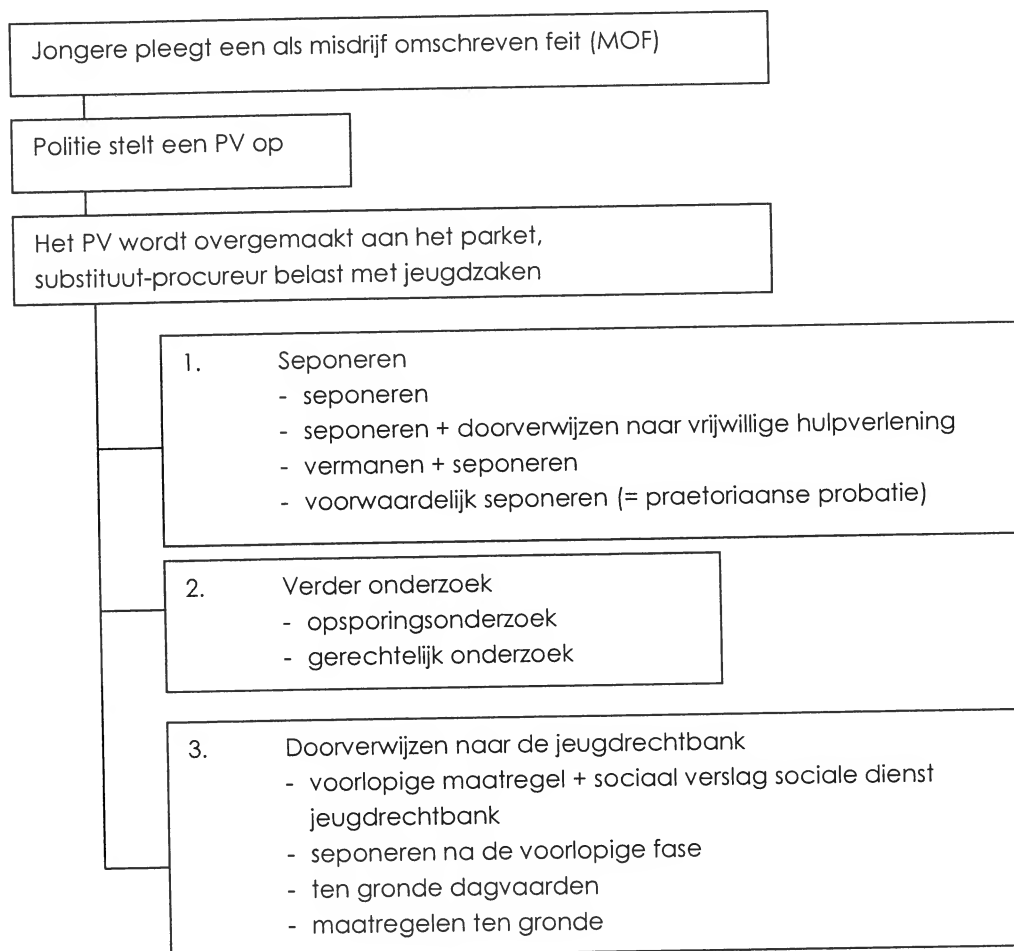 Jongere pleegt een als misdrijf omschreven feit (MOF)
Politie stelt een PV op
Het PV wordt overgemaakt aan het parket,
substituut-procureur belast met jeugdzaken
1. Seponeren
- seponeren
- seponeren + doorverwijzen naar vrijwillige hulpverlening
- vermanen + seponeren
- voorwaardelijk seponeren (= praetoriaanse probatie)
2. Verder onderzoek
- opsporingsonderzoek
- gerechtelijk onderzoek
3. Doorverwijzen naar de jeugdrechtbank
- voorlopige maatregel + sociaal verslag sociale dienst
jeugdrechtbank
- seponeren na de voorlopige fase
- ten gronde dagvaarden
- maatregelen ten gronde